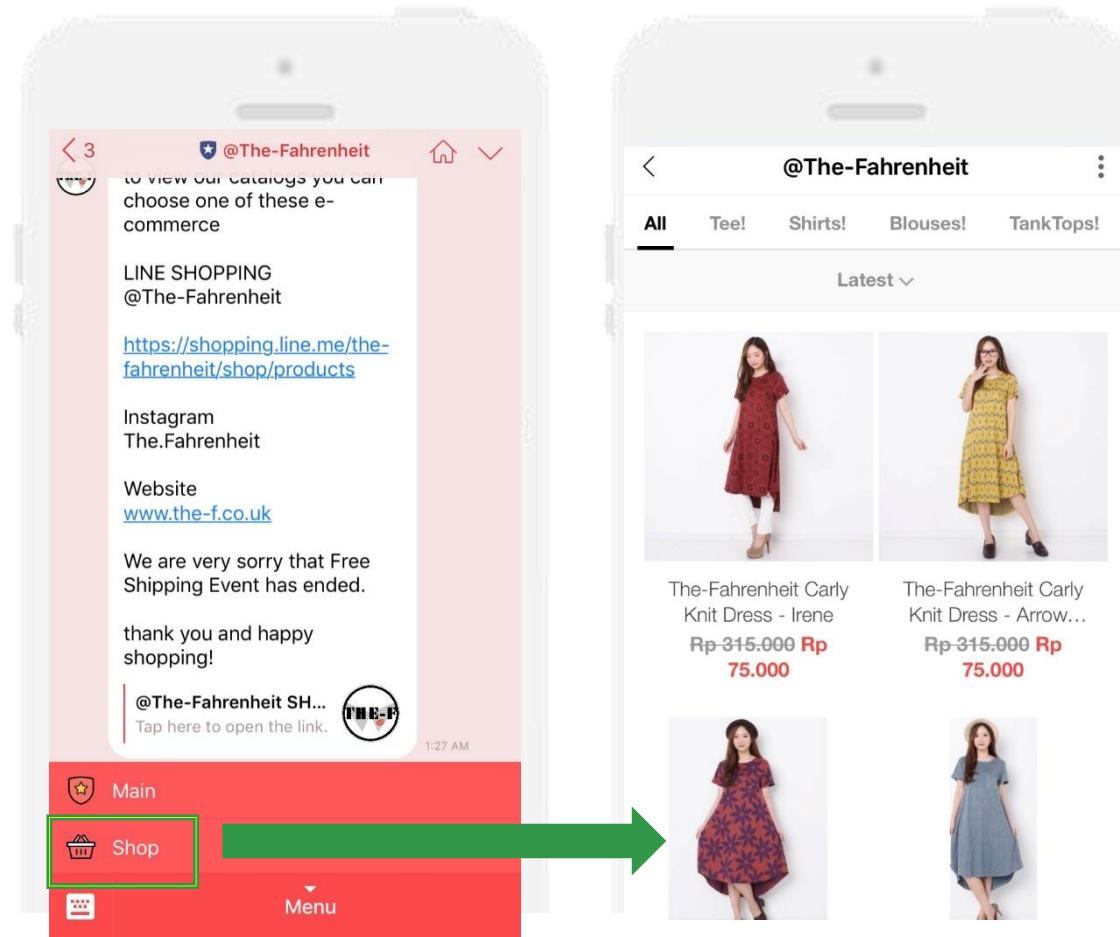 3
@The-Fahrenheit
to view our catalogs you can
choose one of these e-
commerce
LINE SHOPPING
@The-Fahrenheit
https://shopping.line.me/the-
fahrenheit/shop/products
Instagram
The.Fahrenheit
Website
www.the-f.co.uk
We are very sorry that Free
Shipping Event has ended.
thank you and happy
shopping!
@The-Fahrenheit SH...
Tap here to open the link.
THE-F
1:27 AM
Main
Shop
Menu
@The-Fahrenheit
All Tee! Shirts! Blouses! TankTops!
Latest
The-Fahrenheit Carly
Knit Dress - Irene
Rp 315.000 Rp
75.000
The-Fahrenheit Carly
Knit Dress - Arrow...
Rp 315.000 Rp
75.000